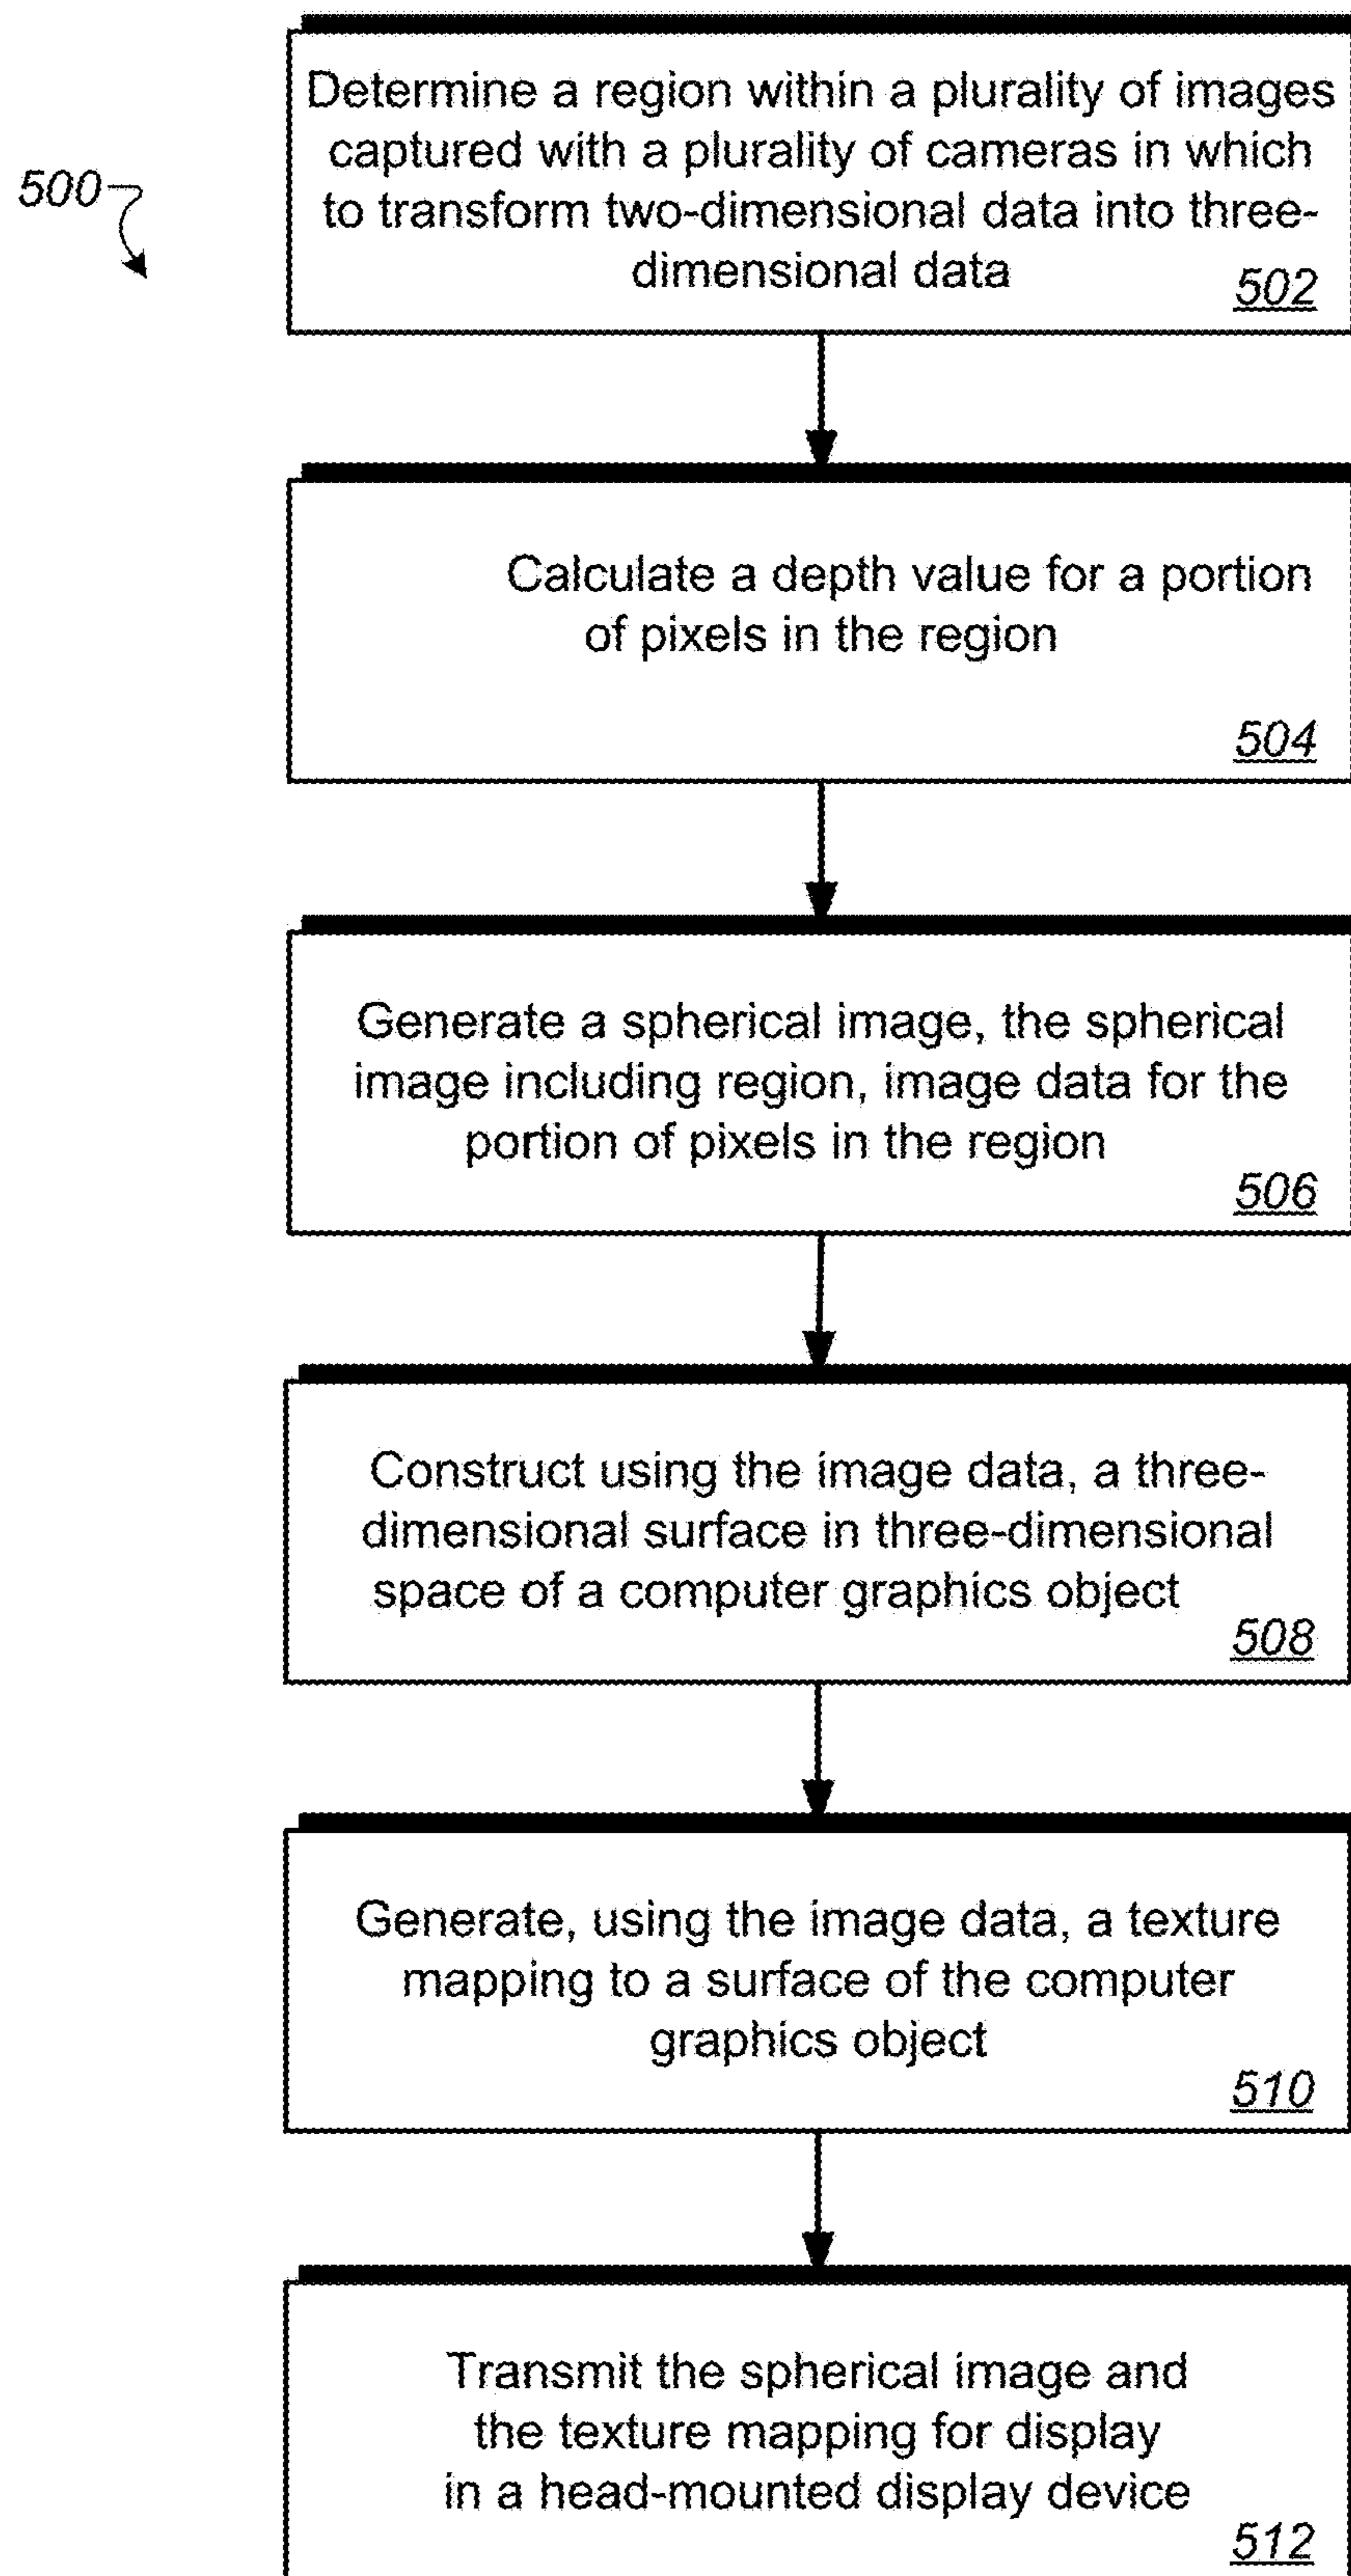 500
Determine a region within a plurality of images
captured with a plurality of cameras in which
to transform two-dimensional data into three-
dimensional data
502
Calculate a depth value for a portion
of pixels in the region
504
Generate a spherical image, the spherical
image including region, image data for the
portion of pixels in the region
506
Construct using the image data, a three-
dimensional surface in three-dimensional
space of a computer graphics object
508
Generate, using the image data, a texture
mapping to a surface of the computer
graphics object
510
Transmit the spherical image and
the texture mapping for display
in a head-mounted display device
512